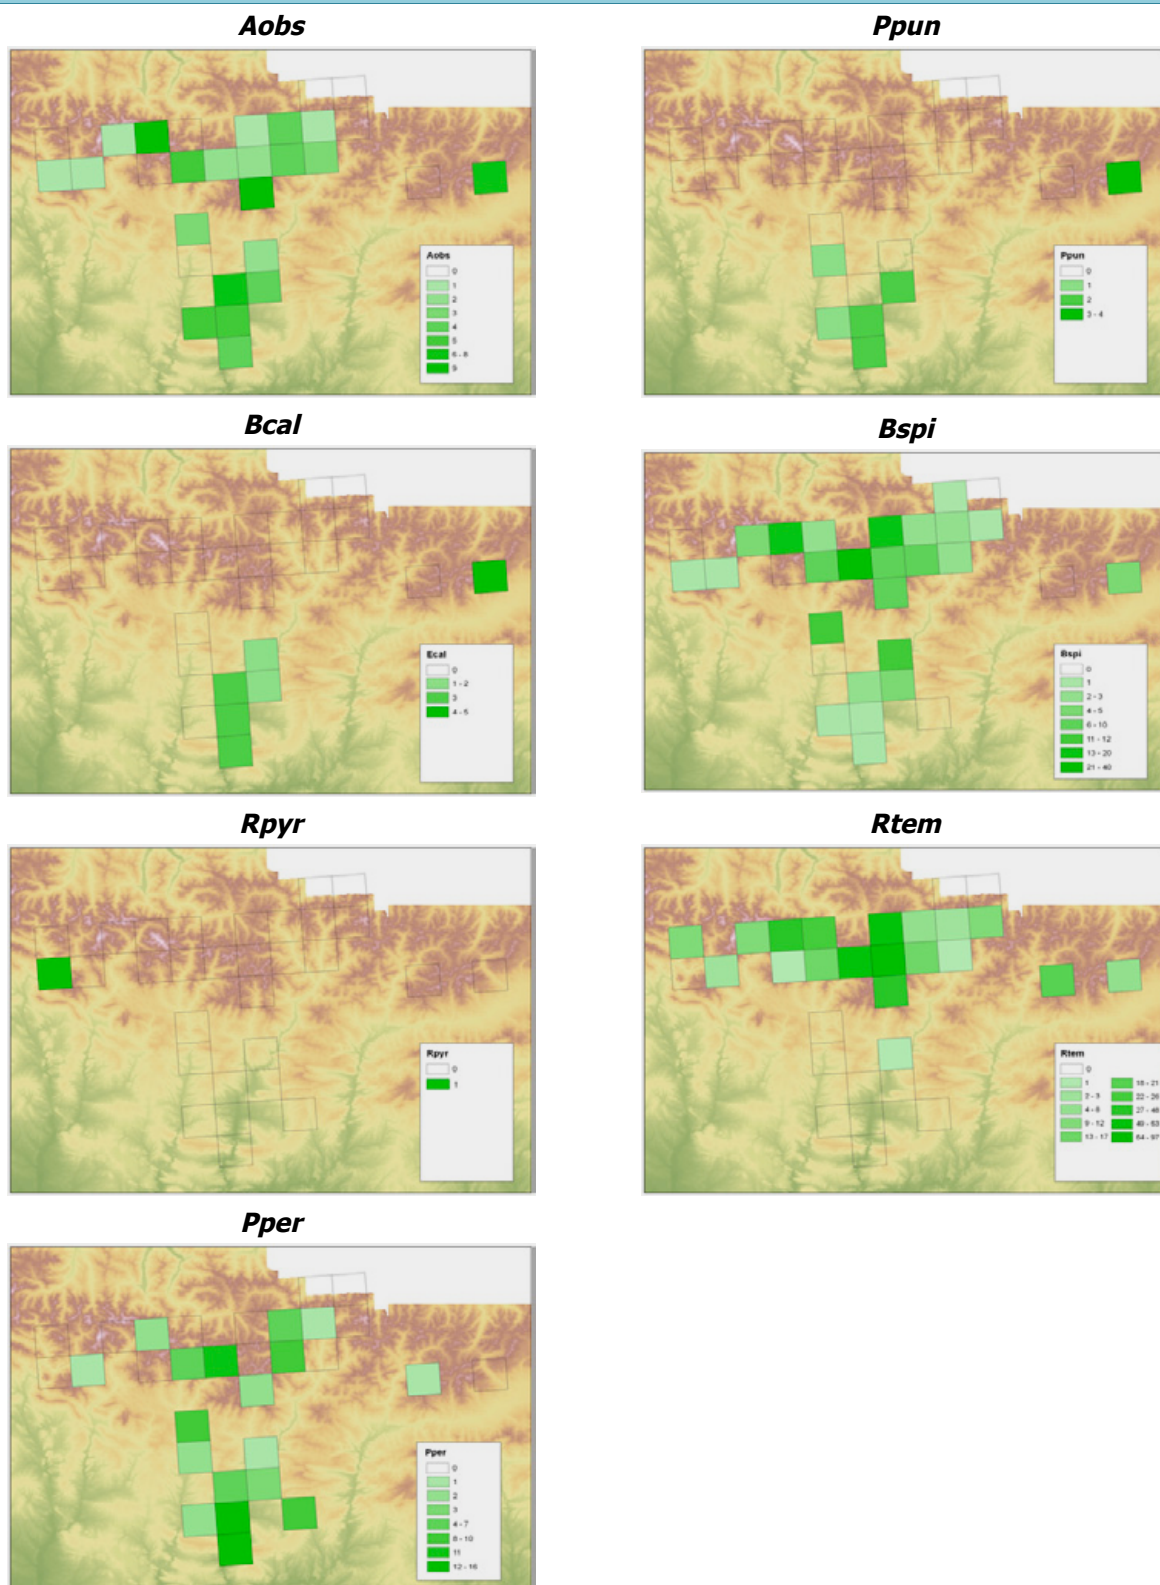 Aobs
Ppun
Aobs
0
1
2
3
4
5
6 - 8
9
Ppun
0
1
2
3 - 4
Bcal
Bspi
Ecal
0
1 - 2
3
4 - 5
Bspi
0
1
2 - 3
4 - 5
6 - 10
11 - 12
13 - 20
21 - 40
Rpyr
Rtem
Rpyr
0
1
Rtem
0
1
2 - 3
4 - 8
9 - 12
13 - 17
18 - 21
22 - 26
27 - 48
49 - 63
64 - 97
Pper
Pper
0
1
2
3
4 - 7
8 - 10
11
12 - 16